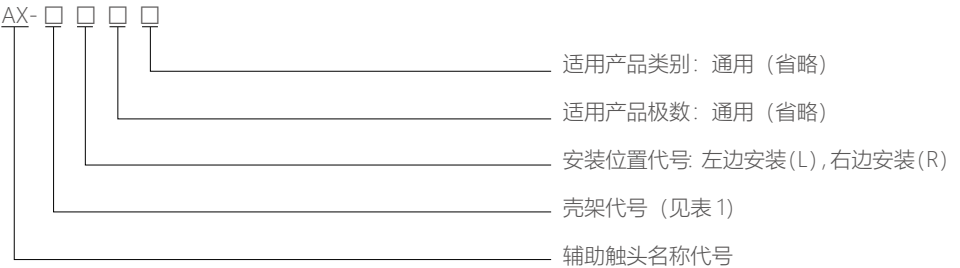 AX-□ □ □ □
适用产品类别：通用（省略）
适用产品极数：通用（省略）
安装位置代号: 左边安装(L) ,右边安装(R)
壳架代号（见表1)
辅助触头名称代号